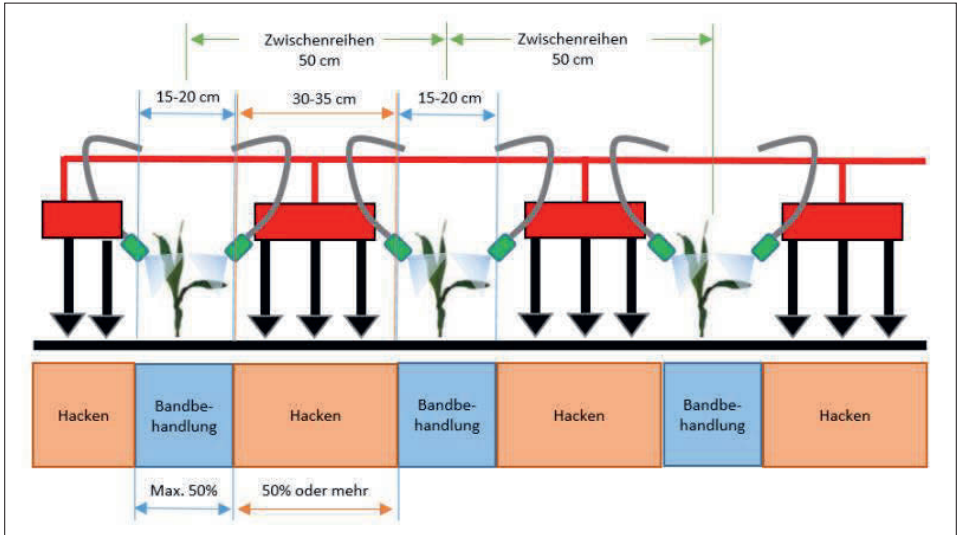 Zwischenreihen
50 cm
Zwischenreihen
50 cm
15-20 cm
30-35 cm
15-20 cm
Hacken
Bandbe-
handlung
Hacken
Bandbe-
handlung
Hacken
Bandbe-
handlung
Hacken
Max. 50%
50% oder mehr